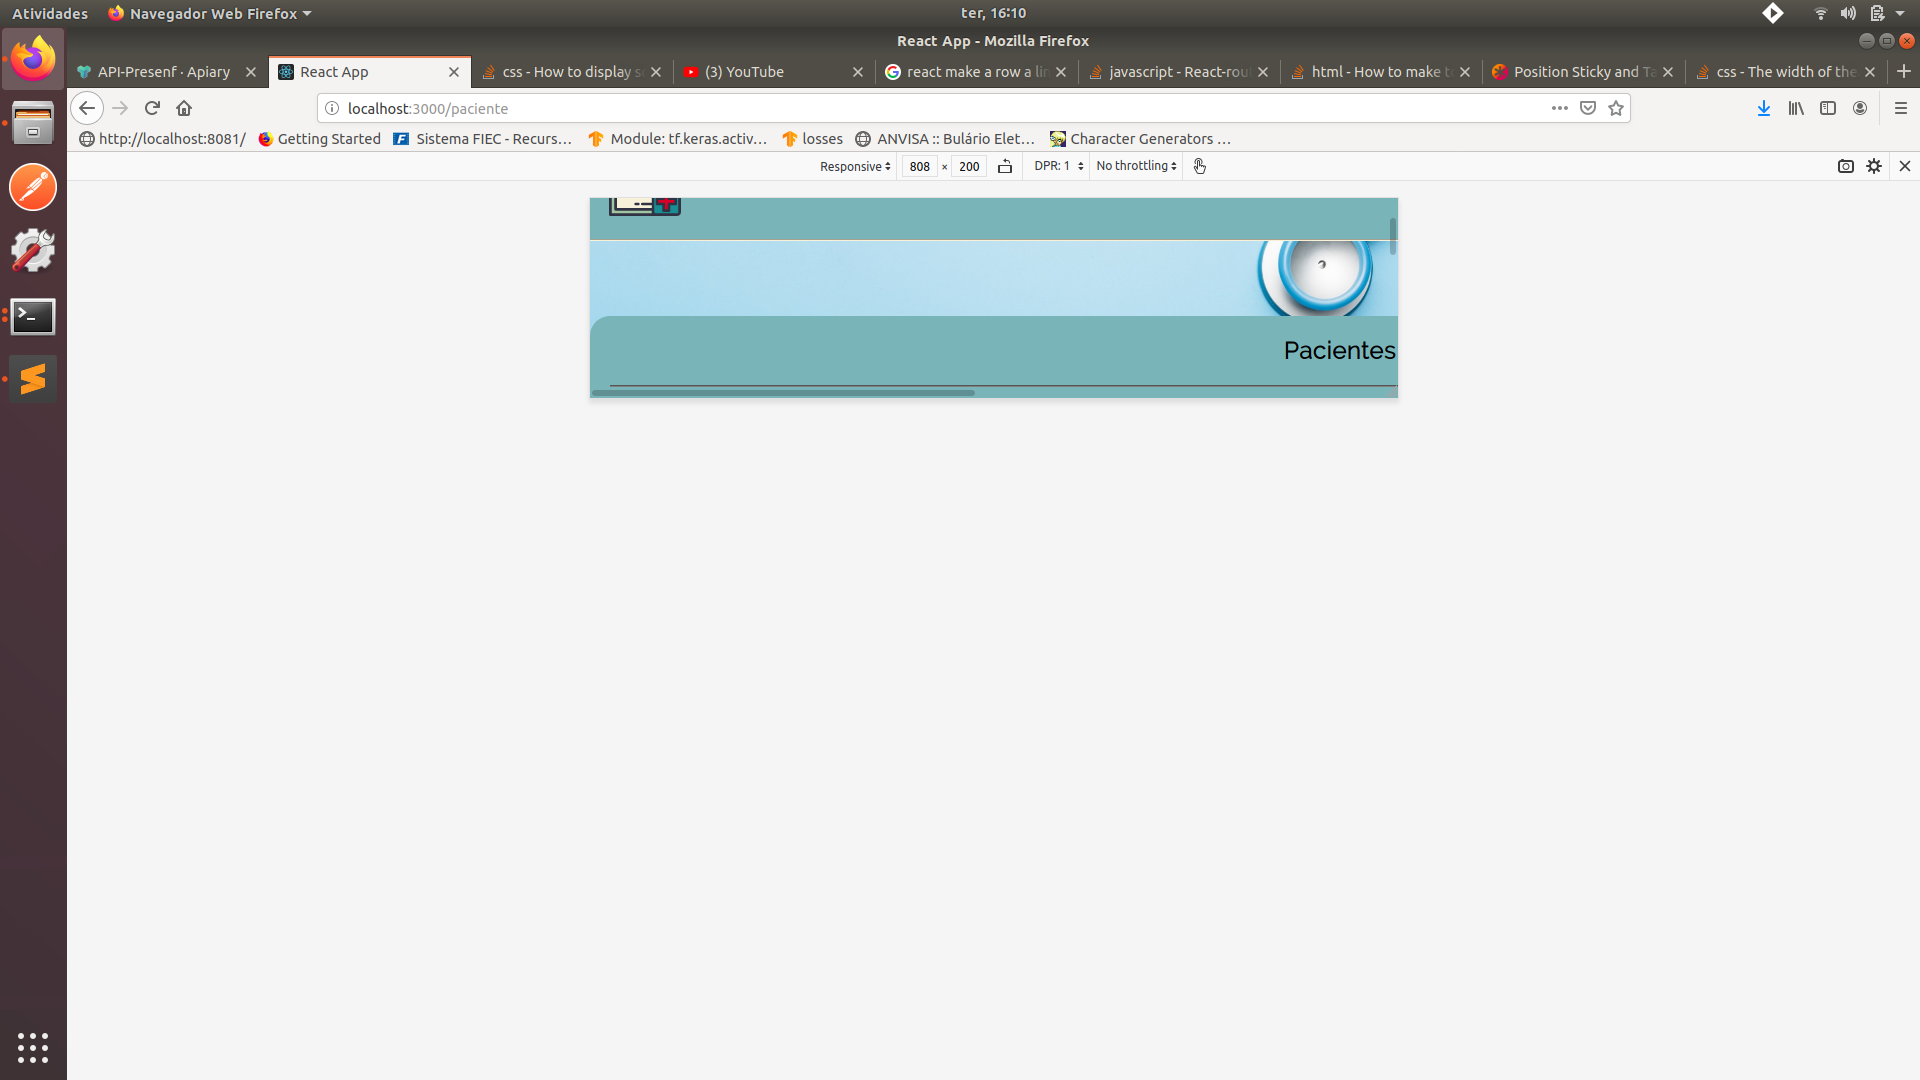 Atividades Navegador Web Firefox ter, 16:10
React App - Mozilla Firefox
API-Presenf · Apiary React App css - How to display s (3) YouTube react make a row a li javascript - React-rou html - How to make t Position Sticky and Ta css - The width of the
localhost:3000/paciente
http://localhost:8081/ Getting Started Sistema FIEC - Recurs… Module: tf.keras.activ… losses ANVISA :: Bulário Elet… Character Generators …
Responsive 808 × 200 DPR: 1 No throttling
Pacientes